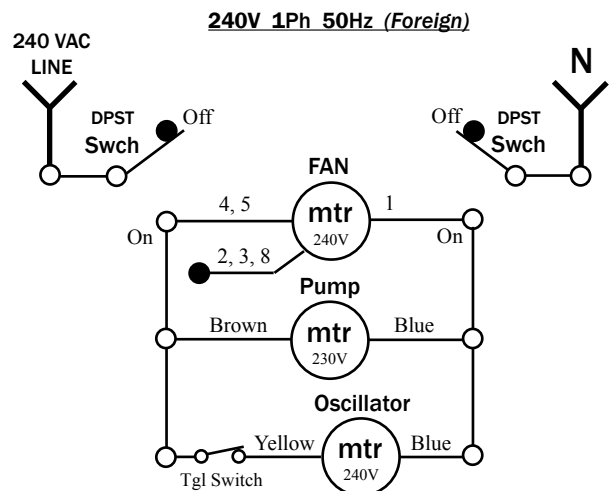 240V 1Ph 50Hz (Foreign)
240 VAC
LINE
N
DPST
Swch
Off
Off
DPST
Swch
FAN
4, 5
mtr
240V
1
On
On
2, 3, 8
Pump
Brown
mtr
230V
Blue
Oscillator
Yellow
mtr
240V
Blue
Tgl Switch